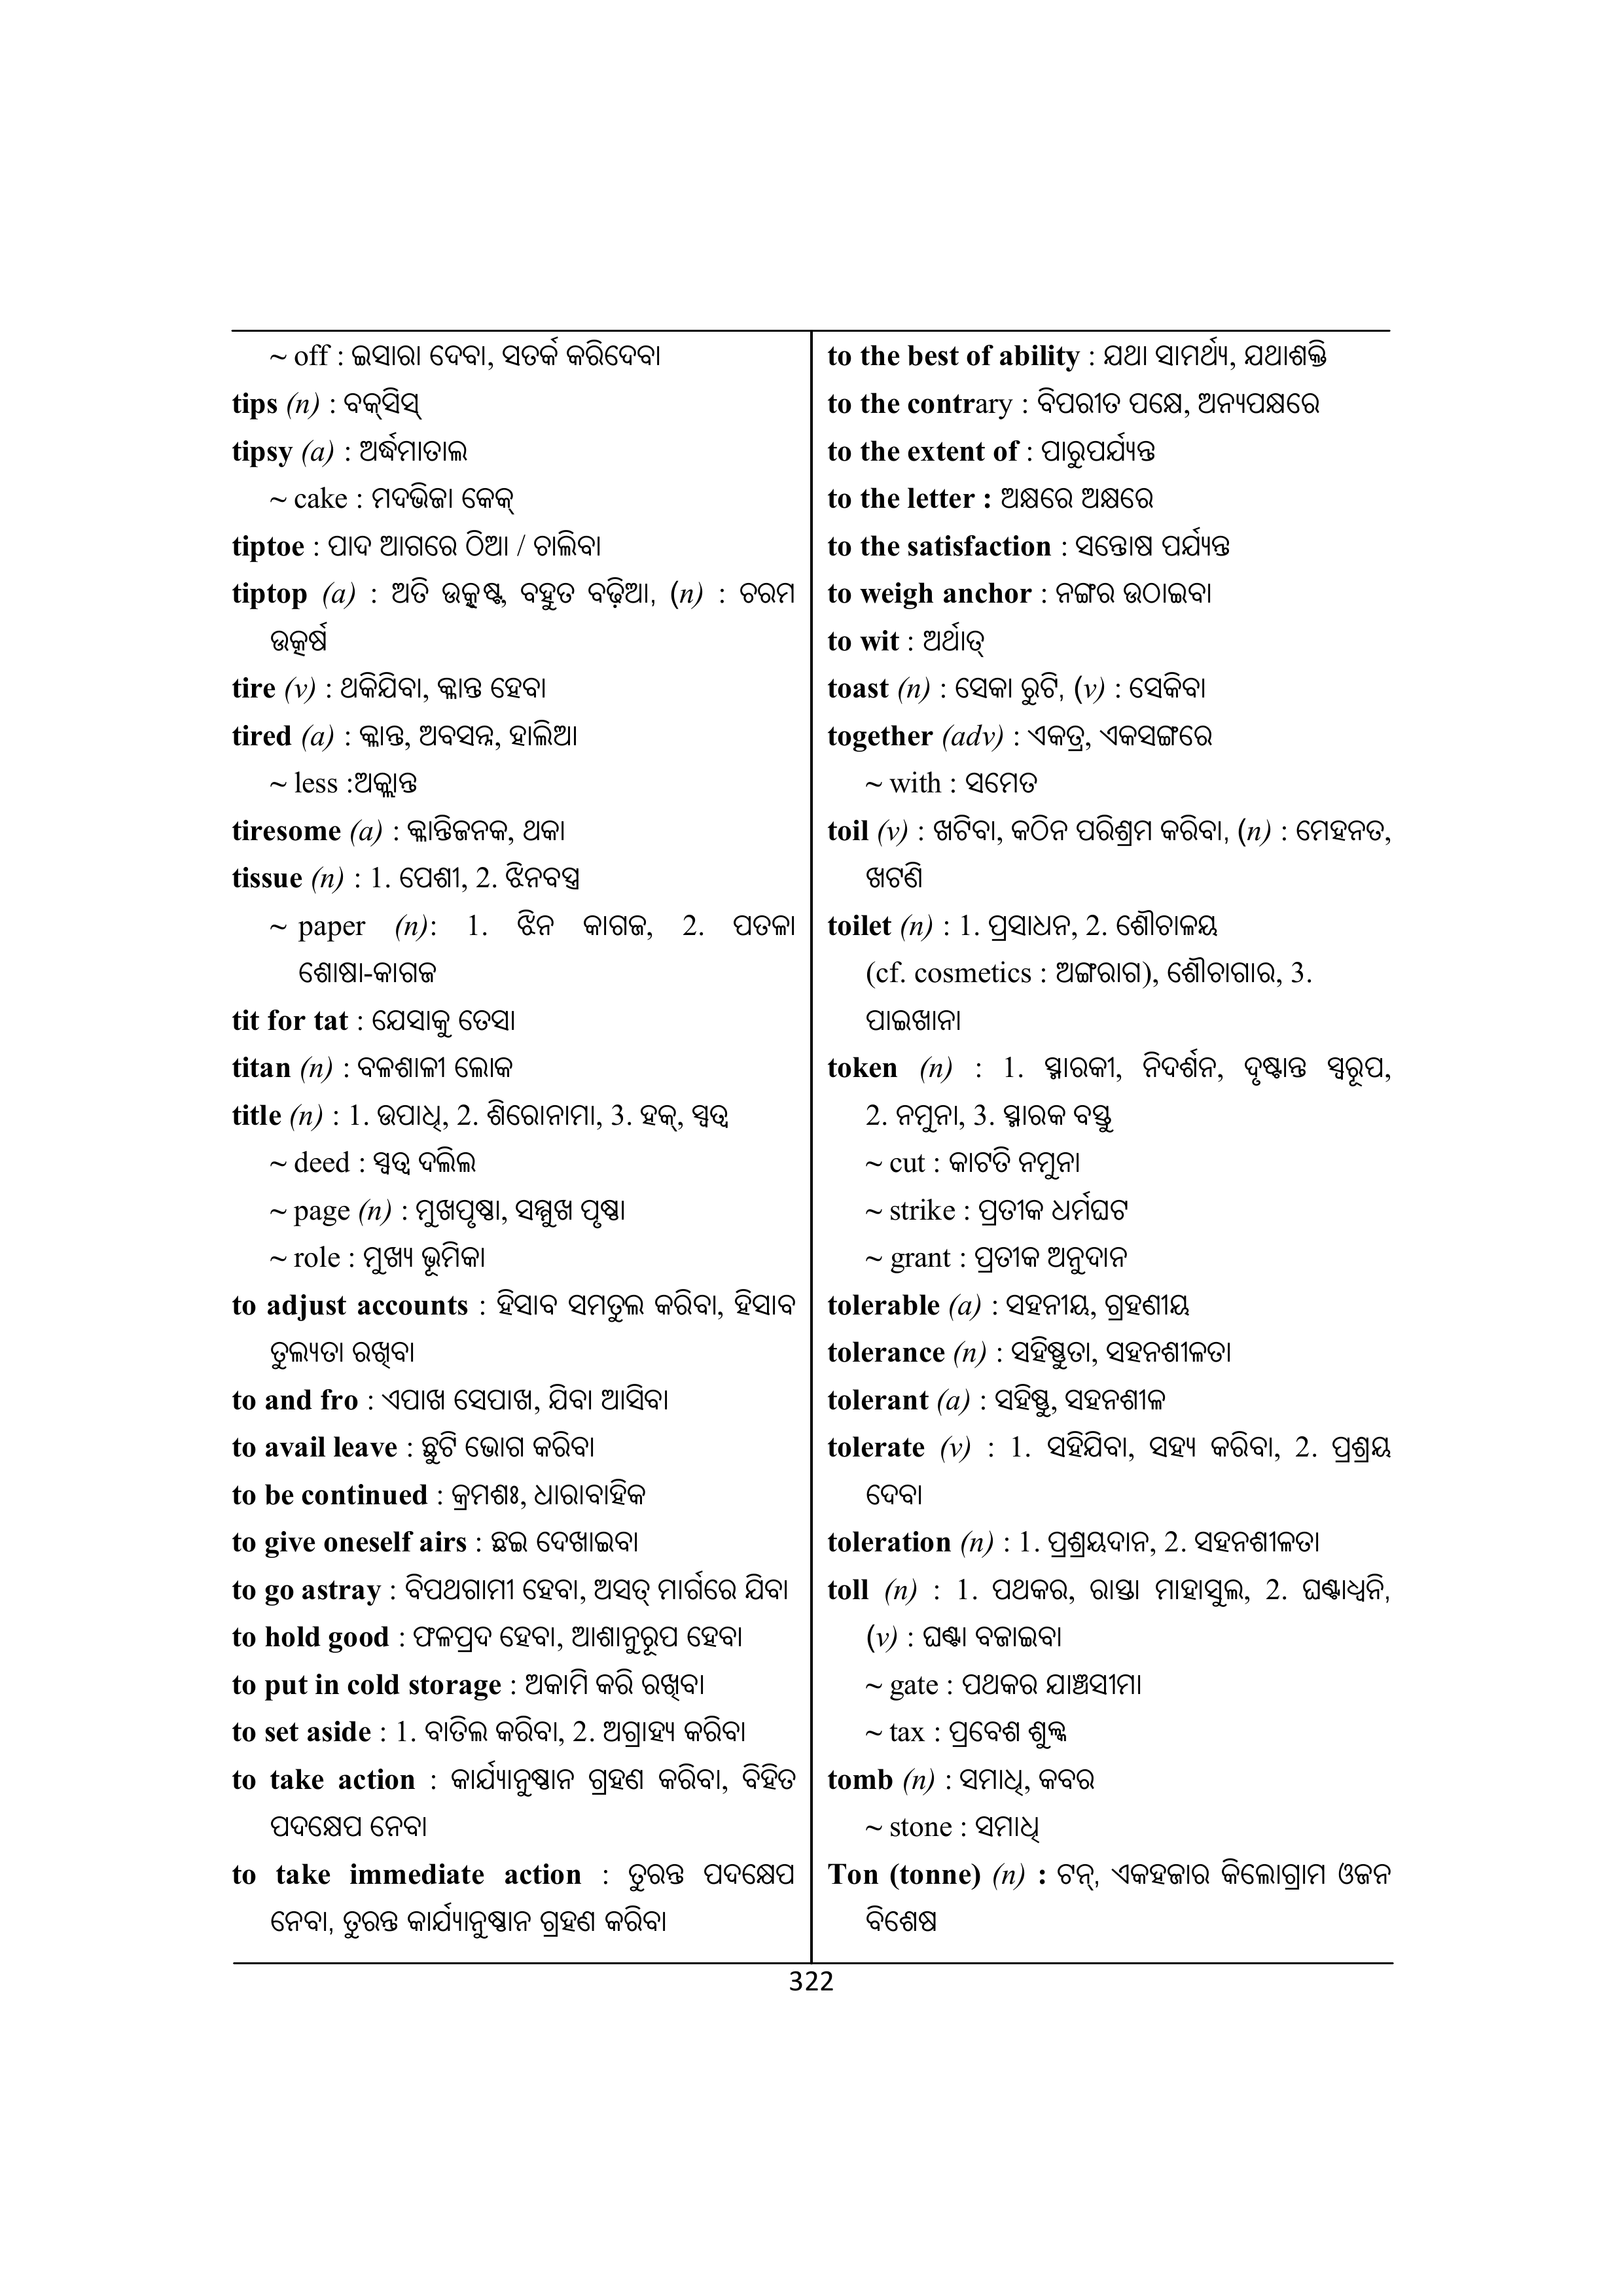 ~ off : ଇସାରା ଦେବା, ସତର୍କ କରିଦେବା
tips (n) : ବକ୍‌ସିସ୍
tipsy (a) : ଅର୍ଦ୍ଧମାତାଲ
~ cake : ମଦଭିଜା କେକ୍
tiptoe : ପାଦ ଆଗରେ ଠିଆ / ଚାଲିବା
tiptop (a) : ଅତି ଉତ୍କୃଷ୍ଟ, ବହୁତ ବଢ଼ିଆ, (n) : ଚରମ
ଉତ୍କର୍ଷ
tire (v) : ଥକିଯିବା, କ୍ଳାନ୍ତ ହେବା
tired (a) : କ୍ଳାନ୍ତ, ଅବସନ୍ନ, ହାଲିଆ
~ less :ଅକ୍ଲାନ୍ତ
tiresome (a) : କ୍ଳାନ୍ତିଜନକ, ଥକା
tissue (n) : 1. ପେଶୀ, 2. ଝିନବସ୍ତ୍ର
~ paper (n): 1. ଝିନ କାଗଜ, 2. ପତଳା
ଶୋଷା-କାଗଜ
tit for tat : ଯେସାକୁ ତେସା
titan (n) : ବଳଶାଳୀ ଲୋକ
title (n) : 1. ଉପାଧି, 2. ଶିରୋନାମା, 3. ହକ୍, ସ୍ୱତ୍ୱ
~ deed : ସ୍ୱତ୍ୱ ଦଲିଲ
~ page (n) : ମୁଖପୃଷ୍ଠା, ସମ୍ମୁଖ ପୃଷ୍ଠା
~ role : ମୁଖ୍ୟ ଭୂମିକା
to adjust accounts : ହିସାବ ସମତୁଲ କରିବା, ହିସାବ
ତୁଲ୍ୟତା ରଖିବା
to and fro : ଏପାଖ ସେପାଖ, ଯିବା ଆସିବା
to avail leave : ଛୁଟି ଭୋଗ କରିବା
to be continued : କ୍ରମଶଃ, ଧାରାବାହିକ
to give oneself airs : ଛଇ ଦେଖାଇବା
to go astray : ବିପଥଗାମୀ ହେବା, ଅସତ୍ ମାର୍ଗରେ ଯିବା
to hold good : ଫଳପ୍ରଦ ହେବା, ଆଶାନୁରୂପ ହେବା
to put in cold storage : ଅକାମି କରି ରଖିବା
to set aside : 1. ବାତିଲ କରିବା, 2. ଅଗ୍ରାହ୍ୟ କରିବା
to take action : କାର୍ଯ୍ୟାନୁଷ୍ଠାନ ଗ୍ରହଣ କରିବା, ବିହିତ
ପଦକ୍ଷେପ ନେବା
to take immediate action : ତୁରନ୍ତ ପଦକ୍ଷେପ
ନେବା, ତୁରନ୍ତ କାର୍ଯ୍ୟାନୁଷ୍ଠାନ ଗ୍ରହଣ କରିବା
to the best of ability : ଯଥା ସାମର୍ଥ୍ୟ, ଯଥାଶକ୍ତି
to the contrary : ବିପରୀତ ପକ୍ଷେ, ଅନ୍ୟପକ୍ଷରେ
to the extent of : ପାରୁପର୍ଯ୍ୟନ୍ତ
to the letter : ଅକ୍ଷରେ ଅକ୍ଷରେ
to the satisfaction : ସନ୍ତୋଷ ପର୍ଯ୍ୟନ୍ତ
to weigh anchor : ନଙ୍ଗର ଉଠାଇବା
to wit : ଅର୍ଥାତ୍
toast (n) : ସେକା ରୁଟି, (v) : ସେକିବା
together (adv) : ଏକତ୍ର, ଏକସଙ୍ଗରେ
~ with : ସମେତ
toil (v) : ଖଟିବା, କଠିନ ପରିଶ୍ରମ କରିବା, (n) : ମେହନତ,
ଖଟଣି
toilet (n) : 1. ପ୍ରସାଧନ, 2. ଶୌଚାଳୟ
(cf. cosmetics : ଅଙ୍ଗରାଗ), ଶୌଚାଗାର, 3.
ପାଇଖାନା
token (n) : 1. ସ୍ମାରକୀ, ନିଦର୍ଶନ, ଦୃଷ୍ଟାନ୍ତ ସ୍ୱରୂପ,
2. ନମୁନା, 3. ସ୍ମାରକ ବସ୍ତୁ
~ cut : କାଟତି ନମୁନା
~ strike : ପ୍ରତୀକ ଧର୍ମଘଟ
~ grant : ପ୍ରତୀକ ଅନୁଦାନ
tolerable (a) : ସହନୀୟ, ଗ୍ରହଣୀୟ
tolerance (n) : ସହିଷ୍ଣୁତା, ସହନଶୀଳତା
tolerant (a) : ସହିଷ୍ଣୁ, ସହନଶୀଳ
tolerate (v) : 1. ସହିଯିବା, ସହ୍ୟ କରିବା, 2. ପ୍ରଶ୍ରୟ
ଦେବା
toleration (n) : 1. ପ୍ରଶ୍ରୟଦାନ, 2. ସହନଶୀଳତା
toll (n) : 1. ପଥକର, ରାସ୍ତା ମାହାସୁଲ, 2. ଘଣ୍ଟାଧ୍ୱନି,
(v) : ଘଣ୍ଟା ବଜାଇବା
~ gate : ପଥକର ଯାଞ୍ଚସୀମା
~ tax : ପ୍ରବେଶ ଶୁଳ୍କ
tomb (n) : ସମାଧି, କବର
~ stone : ସମାଧି
Ton (tonne) (n) : ଟନ୍, ଏକହଜାର କିଲୋଗ୍ରାମ ଓଜନ
ବିଶେଷ
322